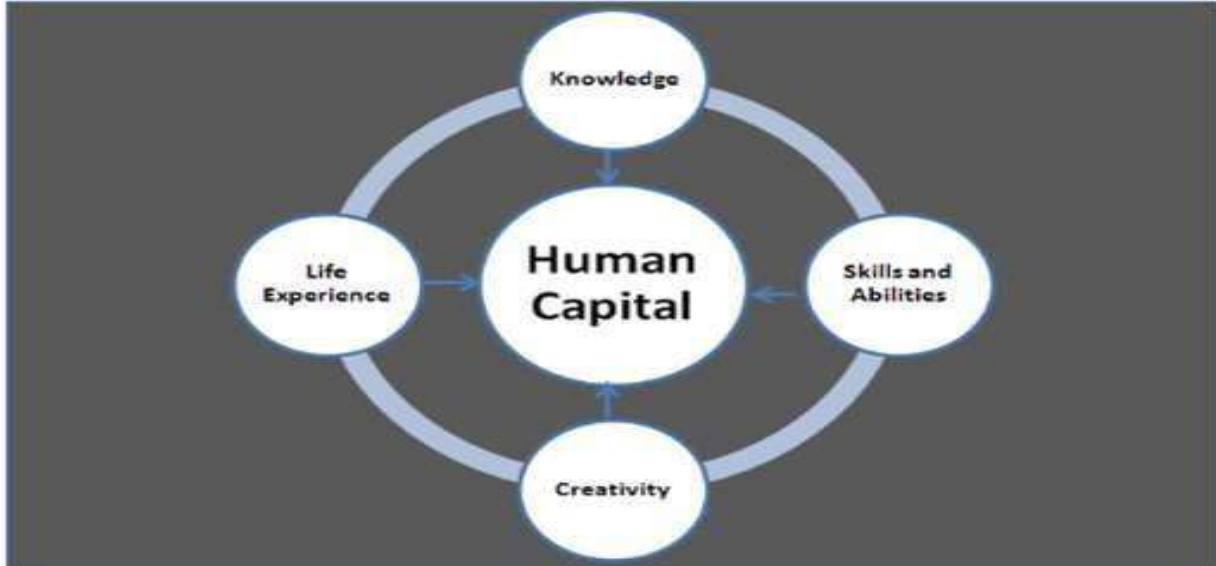 Knowledge
Life
Experience
Human
Capital
Skills and
Abilities
Creativity